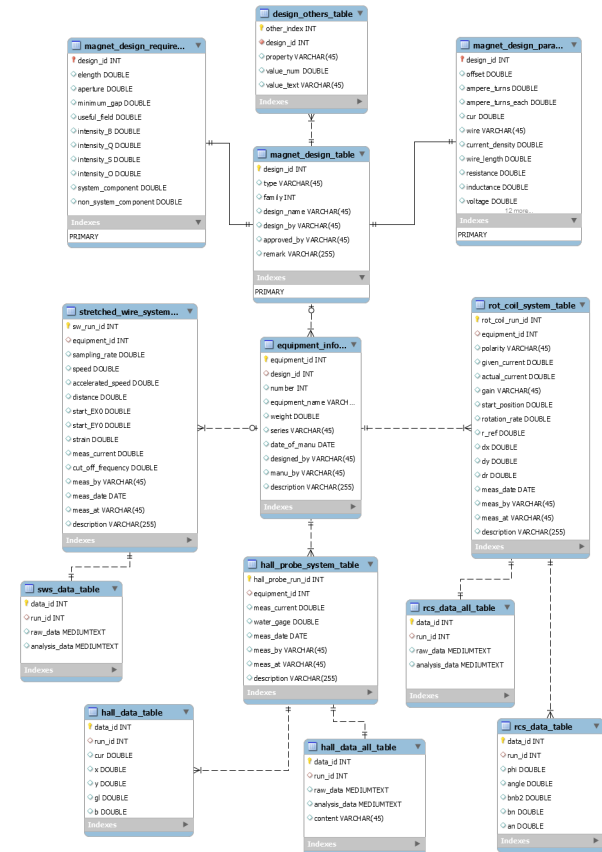 design_others_table
other_index INT
design_id INT
property VARCHAR(45)
value_num DOUBLE
value_text VARCHAR(45)
Indexes
magnet_design_require...
design_id INT
elength DOUBLE
aperture DOUBLE
minimum_gap DOUBLE
useful_field DOUBLE
intensity_B DOUBLE
intensity_Q DOUBLE
intensity_S DOUBLE
intensity_O DOUBLE
system_component DOUBLE
non_system_component DOUBLE
Indexes
PRIMARY
magnet_design_para...
design_id INT
offset DOUBLE
ampere_turns DOUBLE
ampere_turns_each DOUBLE
cur DOUBLE
wire VARCHAR(45)
current_density DOUBLE
wire_length DOUBLE
resistance DOUBLE
inductance DOUBLE
voltage DOUBLE
12 more...
Indexes
PRIMARY
magnet_design_table
design_id INT
type VARCHAR(45)
family INT
design_name VARCHAR(45)
design_by VARCHAR(45)
approved_by VARCHAR(45)
remark VARCHAR(255)
Indexes
PRIMARY
stretched_wire_system...
sw_run_id INT
equipment_id INT
sampling_rate DOUBLE
speed DOUBLE
accelerated_speed DOUBLE
distance DOUBLE
start_EX0 DOUBLE
start_EY0 DOUBLE
strain DOUBLE
meas_current DOUBLE
cut_off_frequency DOUBLE
meas_by VARCHAR(45)
meas_date DATE
meas_at VARCHAR(45)
description VARCHAR(255)
Indexes
equipment_info...
equipment_id INT
design_id INT
number INT
equipment_name VARCH...
weight DOUBLE
series VARCHAR(45)
date_of_manu DATE
designed_by VARCHAR(45)
manu_by VARCHAR(45)
description VARCHAR(255)
Indexes
rot_coil_system_table
rot_coil_run_id INT
equipment_id INT
polarity VARCHAR(45)
given_current DOUBLE
actual_current DOUBLE
gain VARCHAR(45)
start_position DOUBLE
rotation_rate DOUBLE
r_ref DOUBLE
dx DOUBLE
dy DOUBLE
dr DOUBLE
meas_date DATE
meas_by VARCHAR(45)
meas_at VARCHAR(45)
description VARCHAR(255)
Indexes
sws_data_table
data_id INT
run_id INT
raw_data MEDIUMTEXT
analysis_data MEDIUMTEXT
Indexes
hall_probe_system_table
hall_probe_run_id INT
equipment_id INT
meas_current DOUBLE
water_gage DOUBLE
meas_date DATE
meas_by VARCHAR(45)
meas_at VARCHAR(45)
description VARCHAR(255)
Indexes
rcs_data_all_table
data_id INT
run_id INT
raw_data MEDIUMTEXT
analysis_data MEDIUMTEXT
Indexes
hall_data_table
data_id INT
run_id INT
cur DOUBLE
x DOUBLE
y DOUBLE
gl DOUBLE
b DOUBLE
Indexes
hall_data_all_table
data_id INT
run_id INT
raw_data MEDIUMTEXT
analysis_data MEDIUMTEXT
content VARCHAR(45)
Indexes
rcs_data_table
data_id INT
run_id INT
phi DOUBLE
angle DOUBLE
bnb2 DOUBLE
bn DOUBLE
an DOUBLE
Indexes